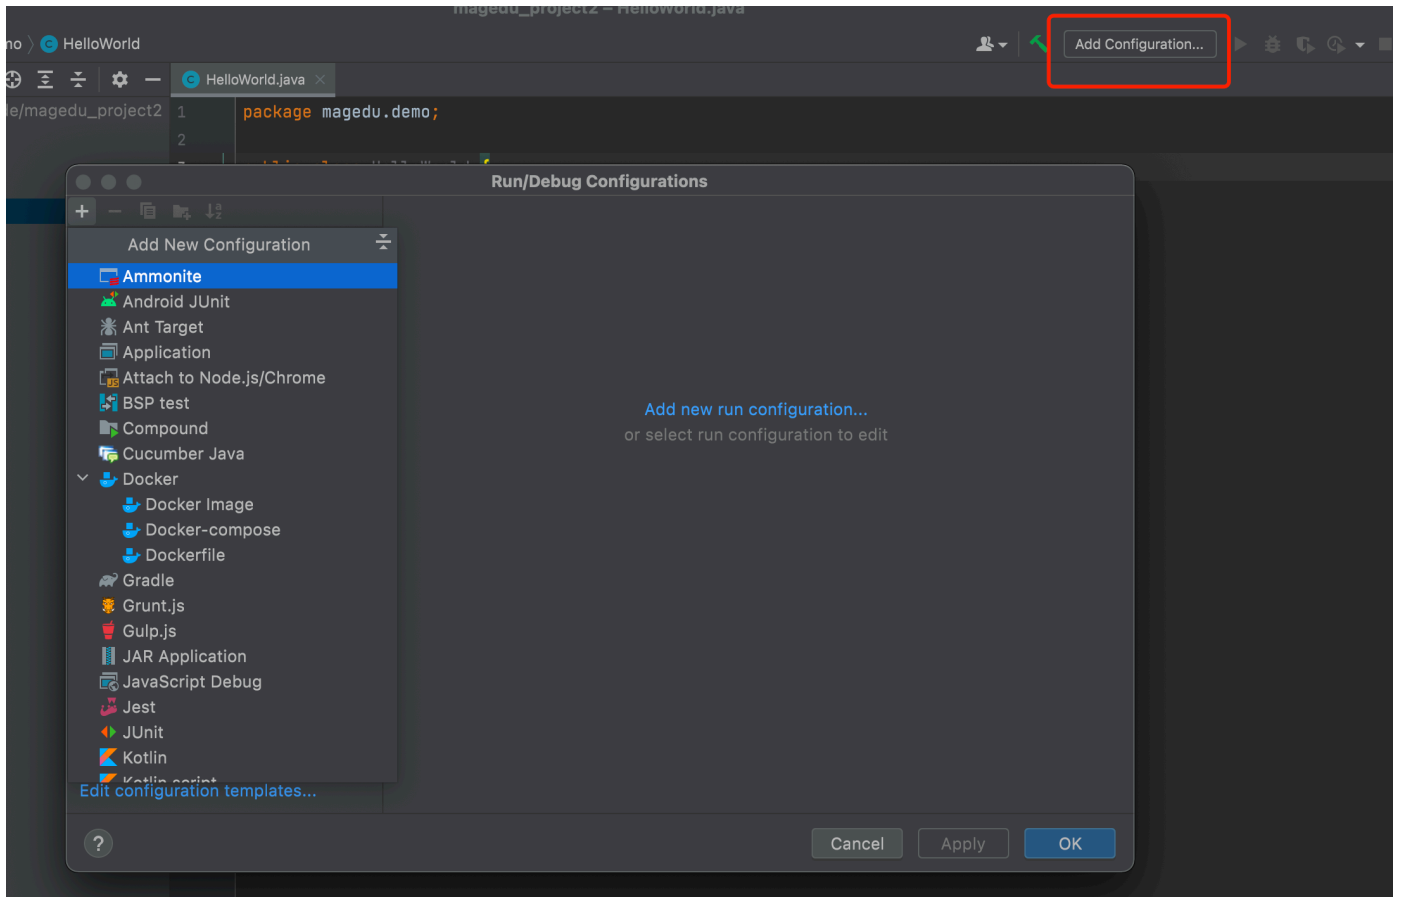 magedu_project2 – HelloWorld.java
no HelloWorld
Add Configuration...
HelloWorld.java
le/magedu_project2
1 package magedu.demo;
2
Run/Debug Configurations
Add New Configuration
Ammonite
Android JUnit
Ant Target
Application
Attach to Node.js/Chrome
BSP test
Compound
Cucumber Java
Docker
Docker Image
Docker-compose
Dockerfile
Gradle
Grunt.js
Gulp.js
JAR Application
JavaScript Debug
Jest
JUnit
Kotlin
Kotlin script
Edit configuration templates...
Add new run configuration...
or select run configuration to edit
?
Cancel
Apply
OK